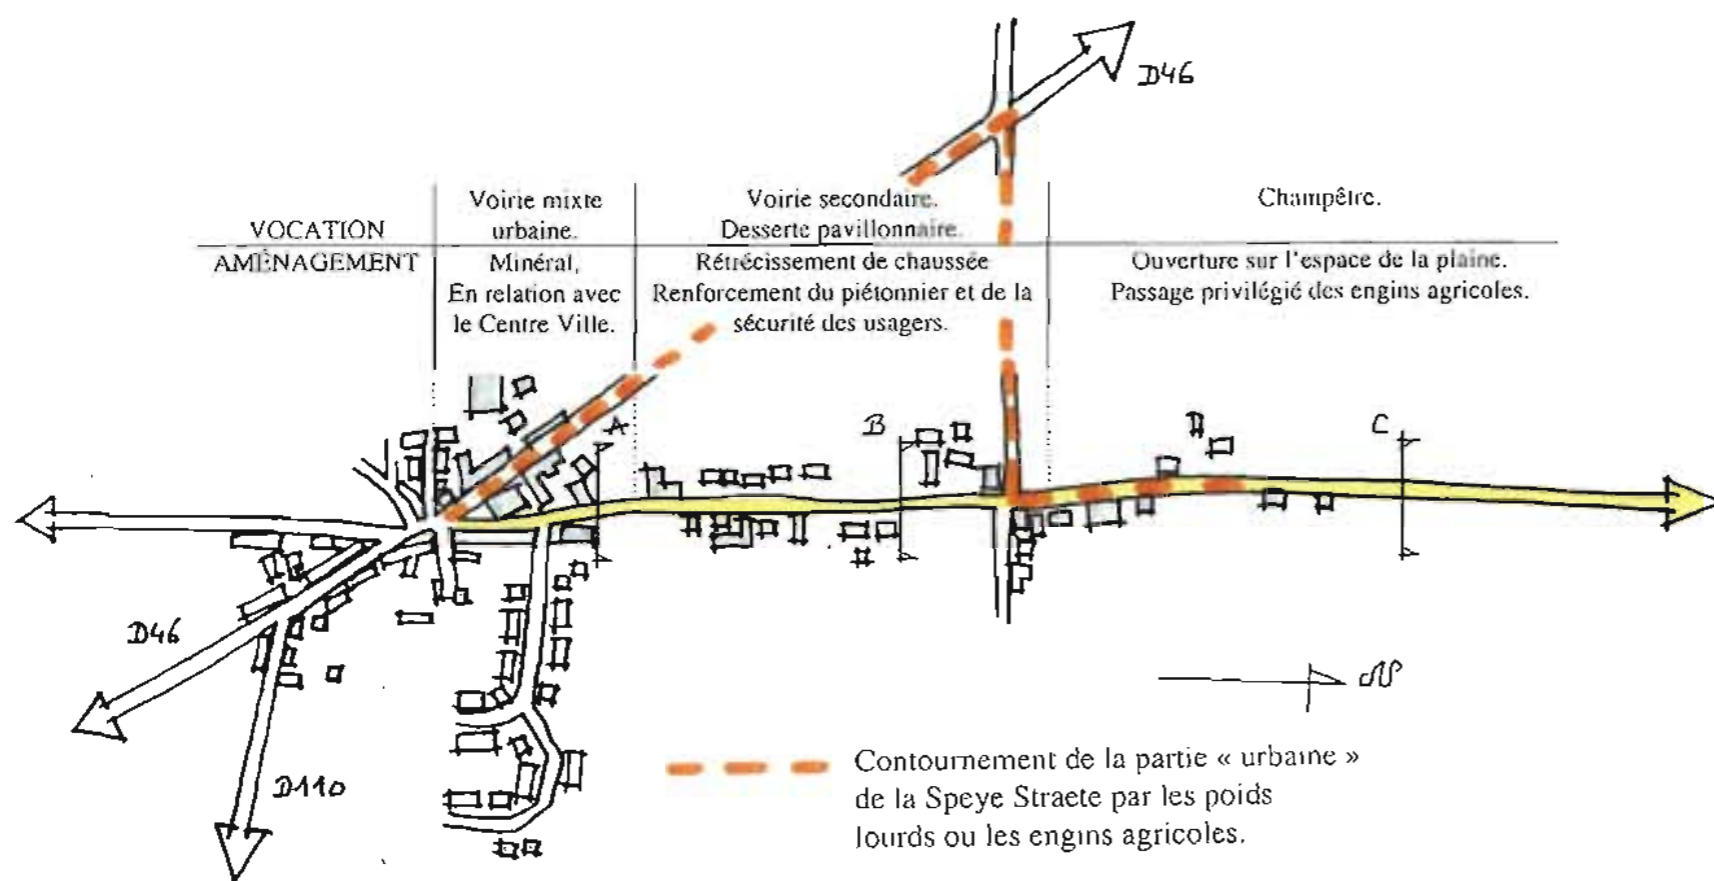 D46
VOCATION
Voirie mixte
urbaine.
Voirie secondaire.
Desserte pavillonnaire.
Champêtre.
AMÉNAGEMENT
Minéral,
En relation avec
le Centre Ville.
Rétrécissement de chaussée
Renforcement du piétonnier et de la
sécurité des usagers.
Ouverture sur l'espace de la plaine.
Passage privilégié des engins agricoles.
A
B
C
D46
D110
N
Contournement de la partie « urbaine »
de la Speye Straete par les poids
lourds ou les engins agricoles.